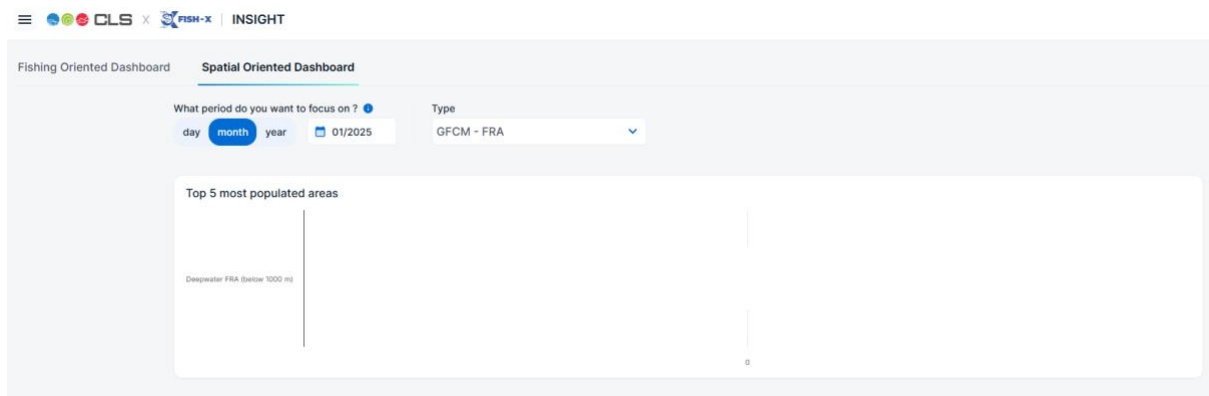 CLS × FISH-X | INSIGHT
Fishing Oriented Dashboard Spatial Oriented Dashboard
What period do you want to focus on ? Type
day month year 01/2025 GFCM - FRA
Top 5 most populated areas
Deepwater FRA (below 1000 m)
0